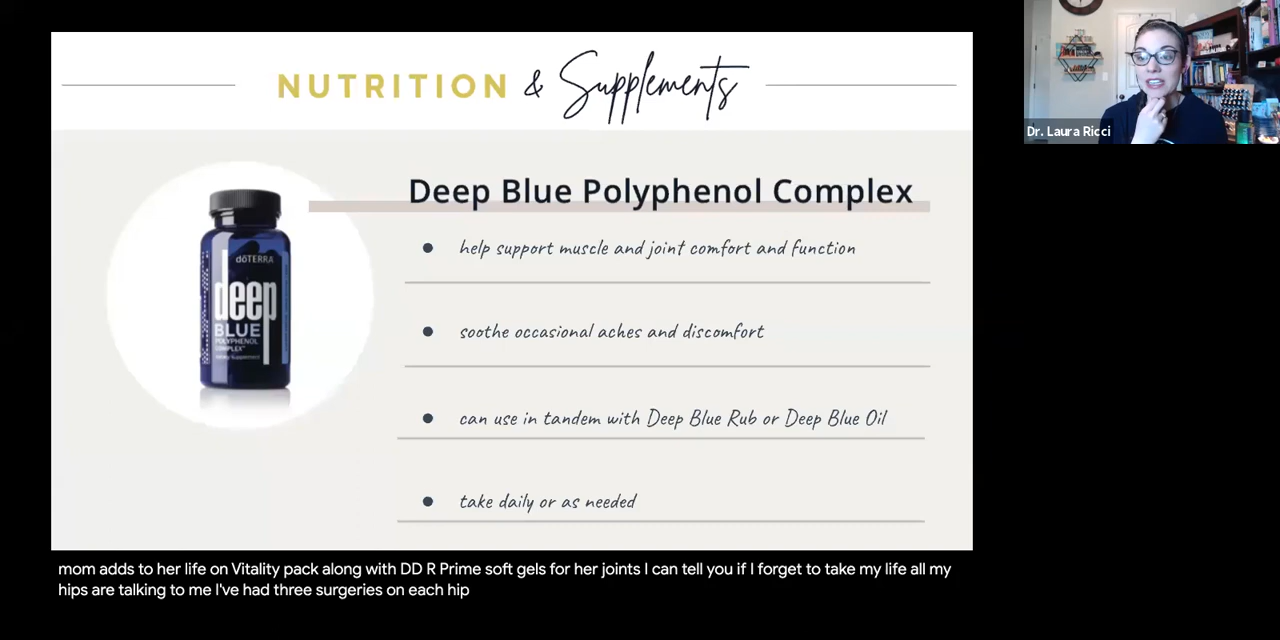 NUTRITION & Supplements
Dr. Laura Ricci
Deep Blue Polyphenol Complex
help support muscle and joint comfort and function
soothe occasional aches and discomfort
can use in tandem with Deep Blue Rub or Deep Blue Oil
take daily or as needed
dōTERRA
deep
BLUE
POLYPHENOL
COMPLEX
mom adds to her life on Vitality pack along with DD R Prime soft gels for her joints I can tell you if I forget to take my life all my
hips are talking to me I've had three surgeries on each hip